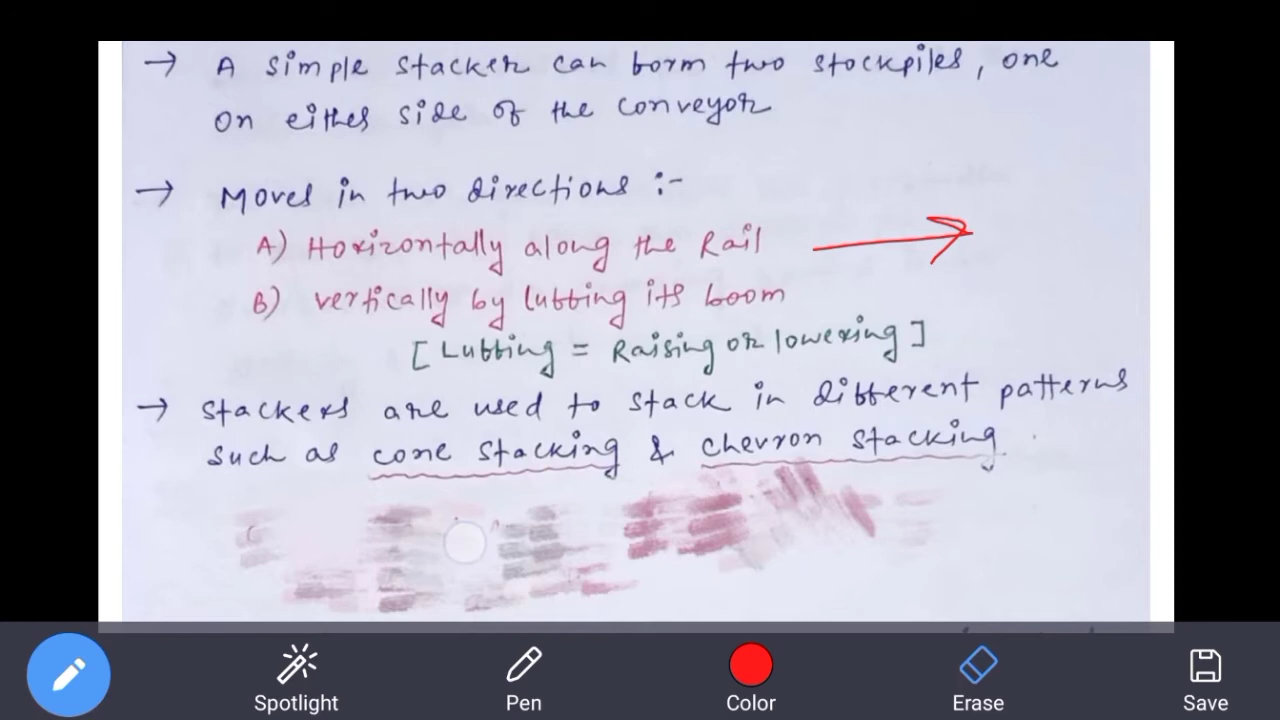 → A simple stacker can form two stockpiles, one
on either side of the conveyor
→ Moves in two directions :-
A) Horizontally along the Rail
B) vertically by luffing its boom
[ Luffing = Raising or lowering ]
→ Stackers are used to stack in different patterns
such as cone stacking & chevron stacking
Spotlight Pen Color Erase Save